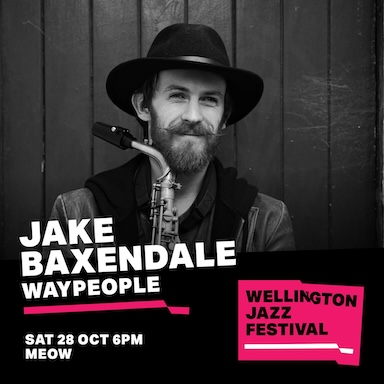 JAKE
BAXENDALE
WAYPEOPLE
SAT 28 OCT 6PM
MEOW
WELLINGTON
JAZZ
FESTIVAL